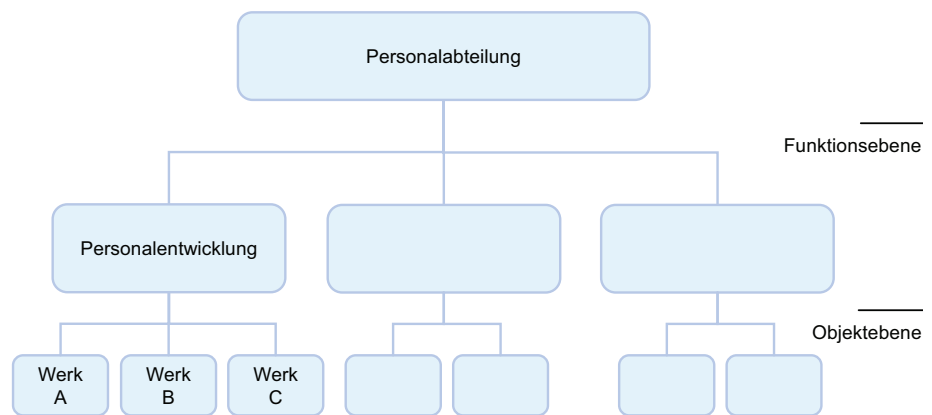 Personalabteilung
Funktionsebene
Personalentwicklung
Objektebene
Werk
A
Werk
B
Werk
C